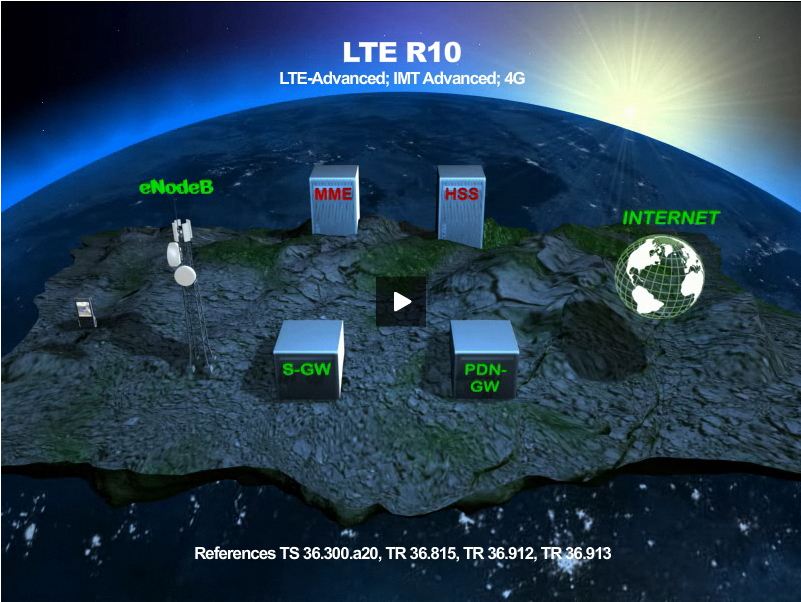 LTE R10
LTE-Advanced; IMT Advanced; 4G
eNodeB
MME
HSS
INTERNET
S-GW
PDN-
GW
References TS 36.300.a20, TR 36.815, TR 36.912, TR 36.913